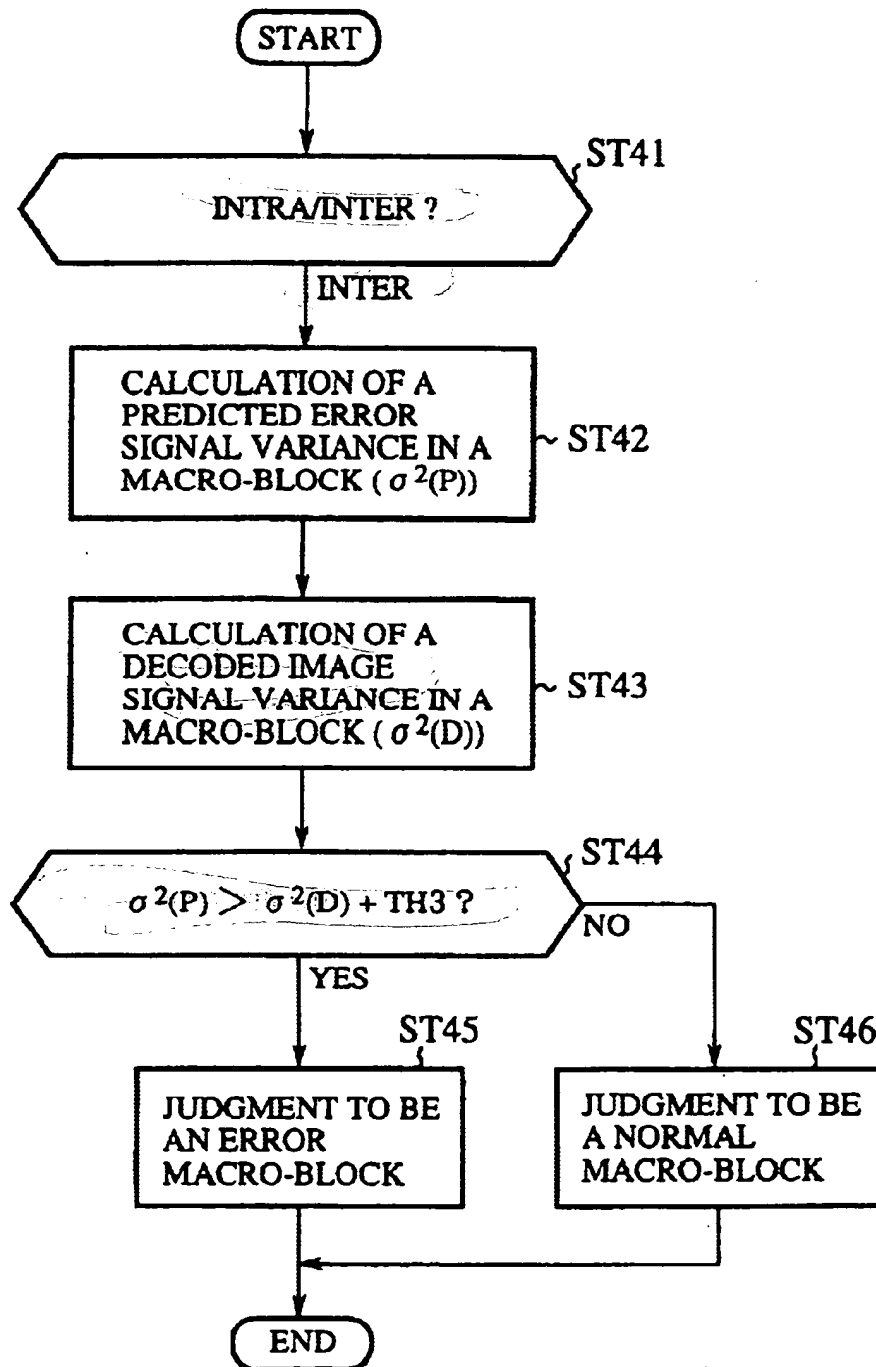 START
ST41
INTRA/INTER ?
INTER
CALCULATION OF A
PREDICTED ERROR
SIGNAL VARIANCE IN A
MACRO-BLOCK ( σ²(P))
ST42
CALCULATION OF A
DECODED IMAGE
SIGNAL VARIANCE IN A
MACRO-BLOCK ( σ²(D))
ST43
ST44
σ²(P) > σ²(D) + TH3 ?
NO
YES
ST45
JUDGMENT TO BE
AN ERROR
MACRO-BLOCK
ST46
JUDGMENT TO BE
A NORMAL
MACRO-BLOCK
END